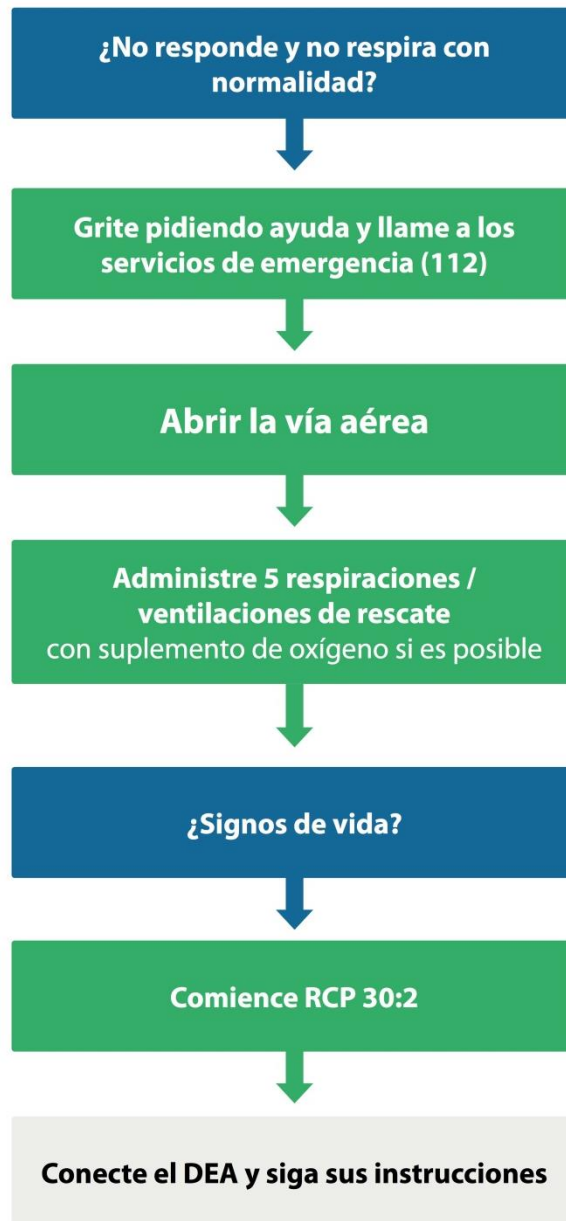 ¿No responde y no respira con
normalidad?
Grite pidiendo ayuda y llame a los
servicios de emergencia (112)
Abrir la vía aérea
Administre 5 respiraciones /
ventilaciones de rescate
con suplemento de oxígeno si es posible
¿Signos de vida?
Comience RCP 30:2
Conecte el DEA y siga sus instrucciones